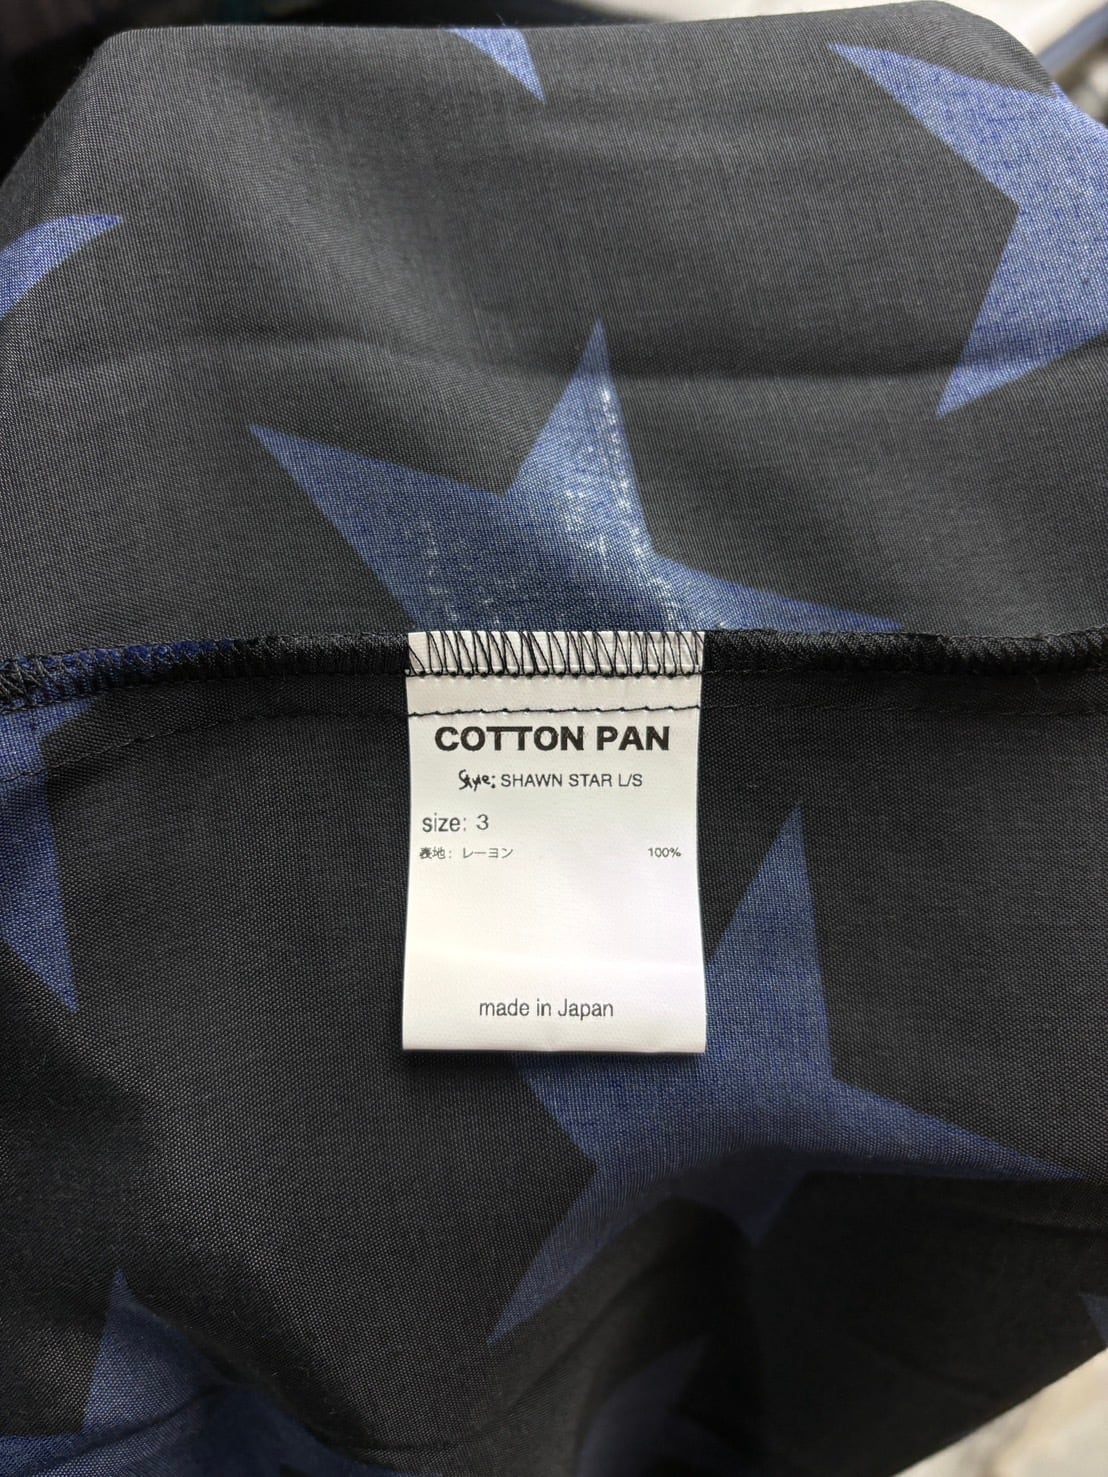 COTTON PAN
Style: SHAWN STAR L/S
size: 3
表地: レーヨン 100%
made in Japan